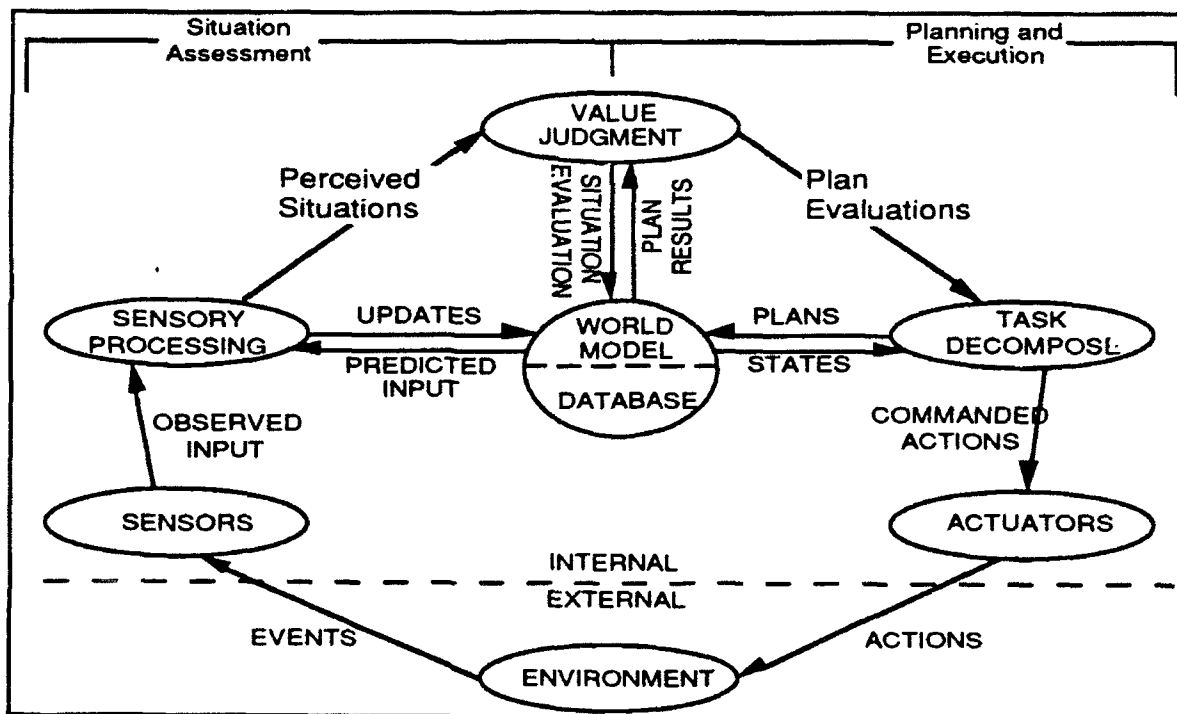 Situation
Assessment
Planning and
Execution
VALUE
JUDGMENT
Perceived
Situations
SITUATION
EVALUATION
PLAN
RESULTS
Plan
Evaluations
SENSORY
PROCESSING
UPDATES
PREDICTED
INPUT
WORLD
MODEL
DATABASE
PLANS
STATES
TASK
DECOMPOSE
OBSERVED
INPUT
COMMANDED
ACTIONS
SENSORS
ACTUATORS
INTERNAL
EXTERNAL
EVENTS
ACTIONS
ENVIRONMENT